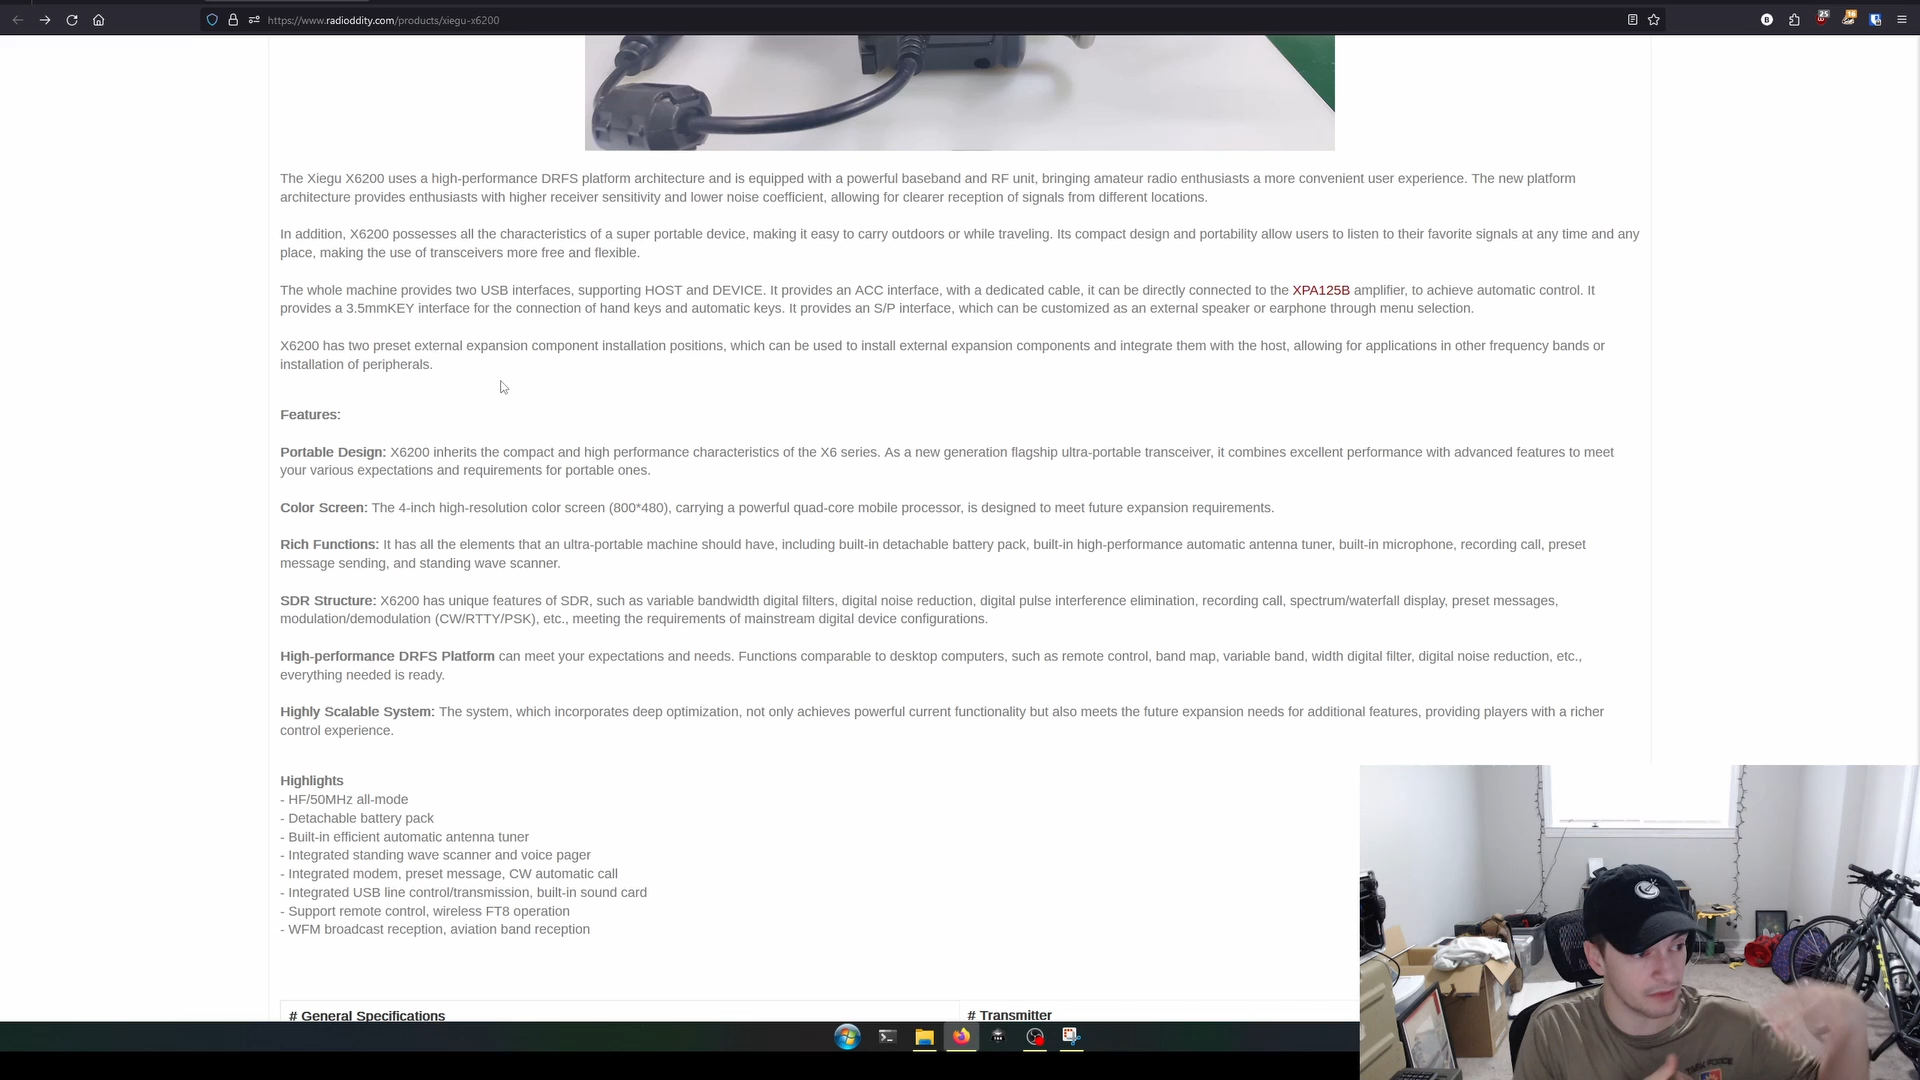 https://www.radioddity.com/products/xiegu-x6200
25
16
The Xiegu X6200 uses a high-performance DRFS platform architecture and is equipped with a powerful baseband and RF unit, bringing amateur radio enthusiasts a more convenient user experience. The new platform
architecture provides enthusiasts with higher receiver sensitivity and lower noise coefficient, allowing for clearer reception of signals from different locations.
In addition, X6200 possesses all the characteristics of a super portable device, making it easy to carry outdoors or while traveling. Its compact design and portability allow users to listen to their favorite signals at any time and any
place, making the use of transceivers more free and flexible.
The whole machine provides two USB interfaces, supporting HOST and DEVICE. It provides an ACC interface, with a dedicated cable, it can be directly connected to the XPA125B amplifier, to achieve automatic control. It
provides a 3.5mmKEY interface for the connection of hand keys and automatic keys. It provides an S/P interface, which can be customized as an external speaker or earphone through menu selection.
X6200 has two preset external expansion component installation positions, which can be used to install external expansion components and integrate them with the host, allowing for applications in other frequency bands or
installation of peripherals.
Features:
Portable Design: X6200 inherits the compact and high performance characteristics of the X6 series. As a new generation flagship ultra-portable transceiver, it combines excellent performance with advanced features to meet
your various expectations and requirements for portable ones.
Color Screen: The 4-inch high-resolution color screen (800*480), carrying a powerful quad-core mobile processor, is designed to meet future expansion requirements.
Rich Functions: It has all the elements that an ultra-portable machine should have, including built-in detachable battery pack, built-in high-performance automatic antenna tuner, built-in microphone, recording call, preset
message sending, and standing wave scanner.
SDR Structure: X6200 has unique features of SDR, such as variable bandwidth digital filters, digital noise reduction, digital pulse interference elimination, recording call, spectrum/waterfall display, preset messages,
modulation/demodulation (CW/RTTY/PSK), etc., meeting the requirements of mainstream digital device configurations.
High-performance DRFS Platform can meet your expectations and needs. Functions comparable to desktop computers, such as remote control, band map, variable band, width digital filter, digital noise reduction, etc.,
everything needed is ready.
Highly Scalable System: The system, which incorporates deep optimization, not only achieves powerful current functionality but also meets the future expansion needs for additional features, providing players with a richer
control experience.
Highlights
- HF/50MHz all-mode
- Detachable battery pack
- Built-in efficient automatic antenna tuner
- Integrated standing wave scanner and voice pager
- Integrated modem, preset message, CW automatic call
- Integrated USB line control/transmission, built-in sound card
- Support remote control, wireless FT8 operation
- WFM broadcast reception, aviation band reception
# General Specifications
# Transmitter